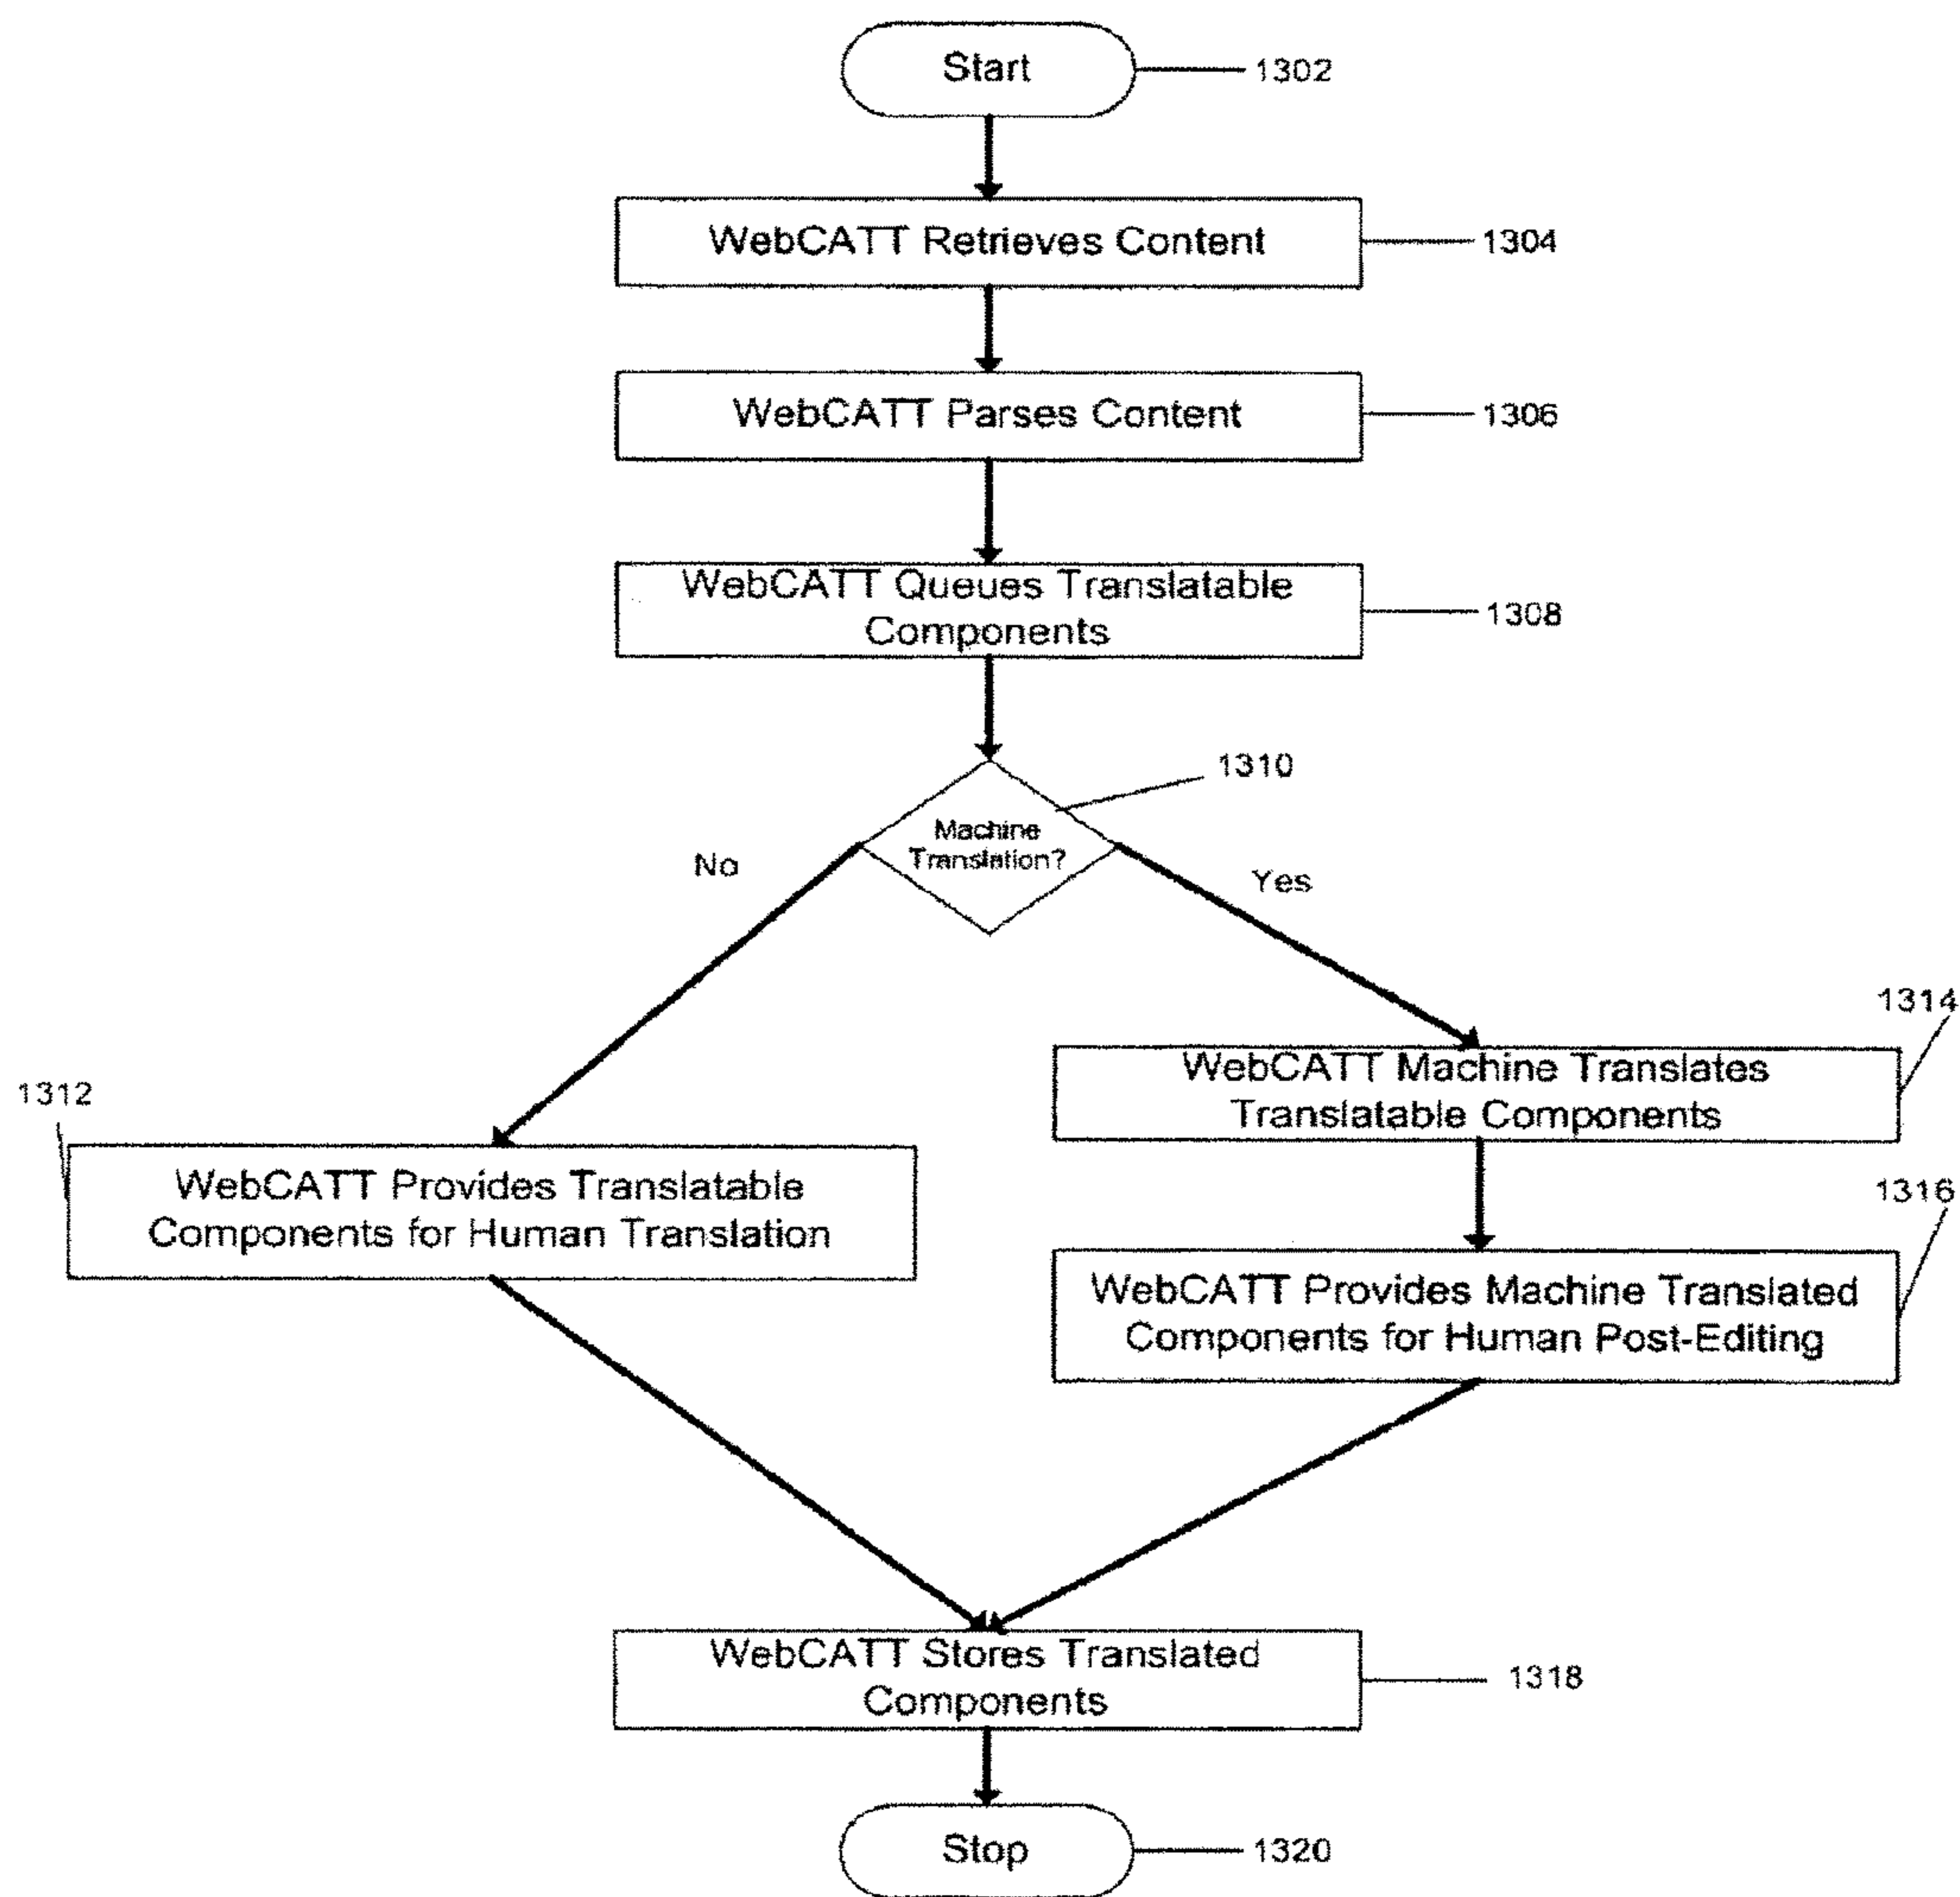 Start
1302
WebCATT Retrieves Content
1304
WebCATT Parses Content
1306
WebCATT Queues Translatable
Components
1308
1310
Machine
Translation?
No
Yes
1314
WebCATT Machine Translates
Translatable Components
1312
WebCATT Provides Translatable
Components for Human Translation
1316
WebCATT Provides Machine Translated
Components for Human Post-Editing
WebCATT Stores Translated
Components
1318
Stop
1320